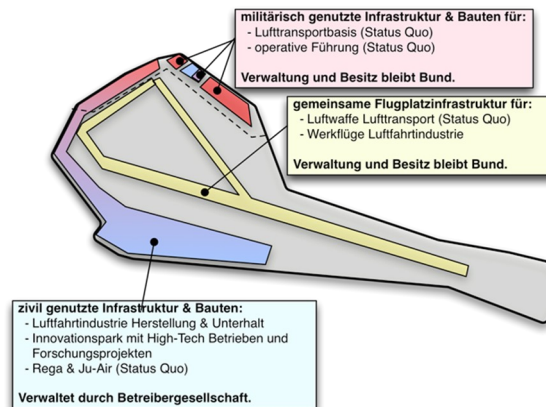 militärisch genutzte Infrastruktur & Bauten für:
- Lufttransportbasis (Status Quo)
- operative Führung (Status Quo)
Verwaltung und Besitz bleibt Bund.
gemeinsame Flugplatzinfrastruktur für:
- Luftwaffe Lufttransport (Status Quo)
- Werkflüge Luftfahrtindustrie
Verwaltung und Besitz bleibt Bund.
zivil genutzte Infrastruktur & Bauten:
- Luftfahrtindustrie Herstellung & Unterhalt
- Innovationspark mit High-Tech Betrieben und
Forschungsprojekten
- Rega & Ju-Air (Status Quo)
Verwaltet durch Betreibergesellschaft.